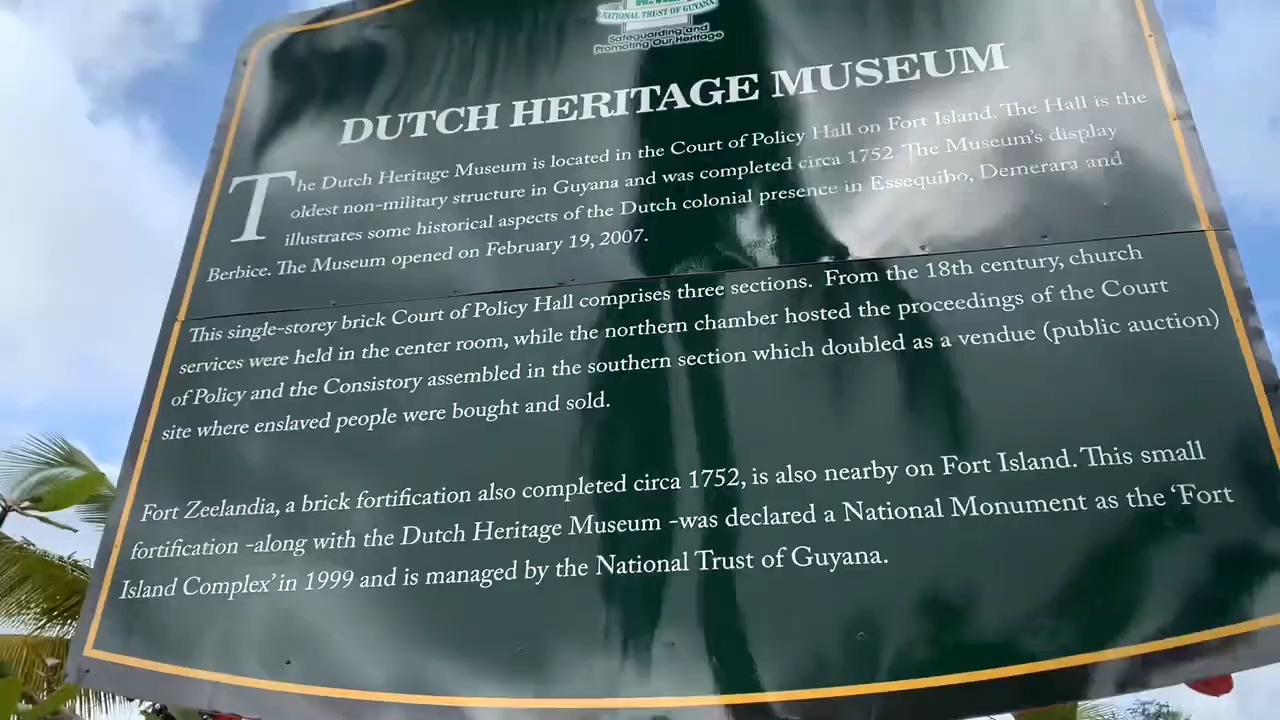 NATIONAL TRUST OF GUYANA
Safeguarding and
Promoting Our Heritage
DUTCH HERITAGE MUSEUM
The Dutch Heritage Museum is located in the Court of Policy Hall on Fort Island. The Hall is the
oldest non-military structure in Guyana and was completed circa 1752 The Museum's display
illustrates some historical aspects of the Dutch colonial presence in Essequibo, Demerara and
Berbice. The Museum opened on February 19, 2007.
This single-storey brick Court of Policy Hall comprises three sections. From the 18th century, church
services were held in the center room, while the northern chamber hosted the proceedings of the Court
of Policy and the Consistory assembled in the southern section which doubled as a vendue (public auction)
site where enslaved people were bought and sold.
Fort Zeelandia, a brick fortification also completed circa 1752, is also nearby on Fort Island. This small
fortification -along with the Dutch Heritage Museum -was declared a National Monument as the ‘Fort
Island Complex’ in 1999 and is managed by the National Trust of Guyana.